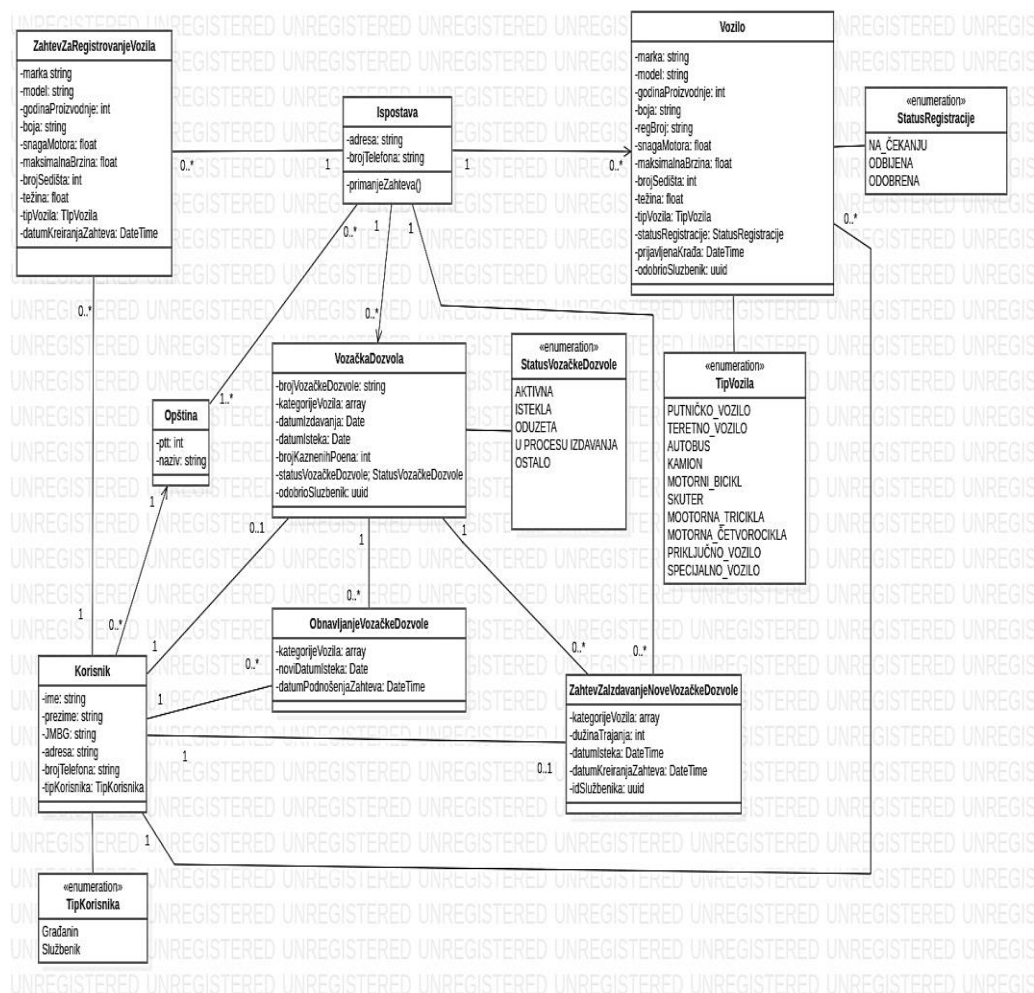 ZahtevZaRegistrovanjeVozila
-marka string
-model: string
-godinaProizvodnje: int
-boja: string
-snagaMotora: float
-maksimalnaBrzina: float
-brojSedišta: int
-težina: float
-tipVozila: TIpVozila
-datumKreiranjaZahteva: DateTime
0..*
1
Ispostava
-adresa: string
-brojTelefona: string
-primanjeZahteva()
1
0..*
Vozilo
-marka: string
-model: string
-godinaProizvodnje: int
-boja: string
-regBroj: string
-snagaMotora: float
-maksimalnaBrzina: float
-brojSedišta: int
-težina: float
-tipVozila: TipVozila
-statusRegistracije: StatusRegistracije
-prijavljenaKrađa: DateTime
-odobrioSluzbenik: uuid
«enumeration»
StatusRegistracije
NA_ČEKANJU
ODBIJENA
ODOBRENA
0..*
0..*
1
1
0..*
0..*
VozačkaDozvola
-brojVozačkeDozvole: string
-kategorijeVozila: array
-datumIzdavanja: Date
-datumIsteka: Date
-brojKaznenihPoena: int
-statusVozačkeDozvole; StatusVozačkeDozvole
-odobrioSluzbenik: uuid
«enumeration»
StatusVozačkeDozvole
AKTIVNA
ISTEKLA
ODUZETA
U PROCESU IZDAVANJA
OSTALO
«enumeration»
TipVozila
PUTNIČKO_VOZILO
TERETNO_VOZILO
AUTOBUS
KAMION
MOTORNI_BICIKL
SKUTER
MOOTORNA_TRICIKLA
MOTORNA_ČETVOROCIKLA
PRIKLJUČNO_VOZILO
SPECIJALNO_VOZILO
1..*
Opština
-ptt: int
-naziv: string
1
0..1
1
1
0..*
1
0..*
1
0..*
0..*
0..*
ObnavljanjeVozačkeDozvole
-kategorijeVozila: array
-noviDatumIsteka: Date
-datumPodnošenjaZahteva: DateTime
0..*
1
Korisnik
-ime: string
-prezime: string
-JMBG: string
-adresa: string
-brojTelefona: string
-tipKorisnika: TipKorisnika
1
0..1
ZahtevZaIzdavanjeNoveVozačkeDozvole
-kategorijeVozila: array
-dužinaTrajanja: int
-datumIsteka: DateTime
-datumKreiranjaZahteva: DateTime
-idSlužbenika: uuid
1
«enumeration»
TipKorisnika
Građanin
Službenik
UNREGISTERED